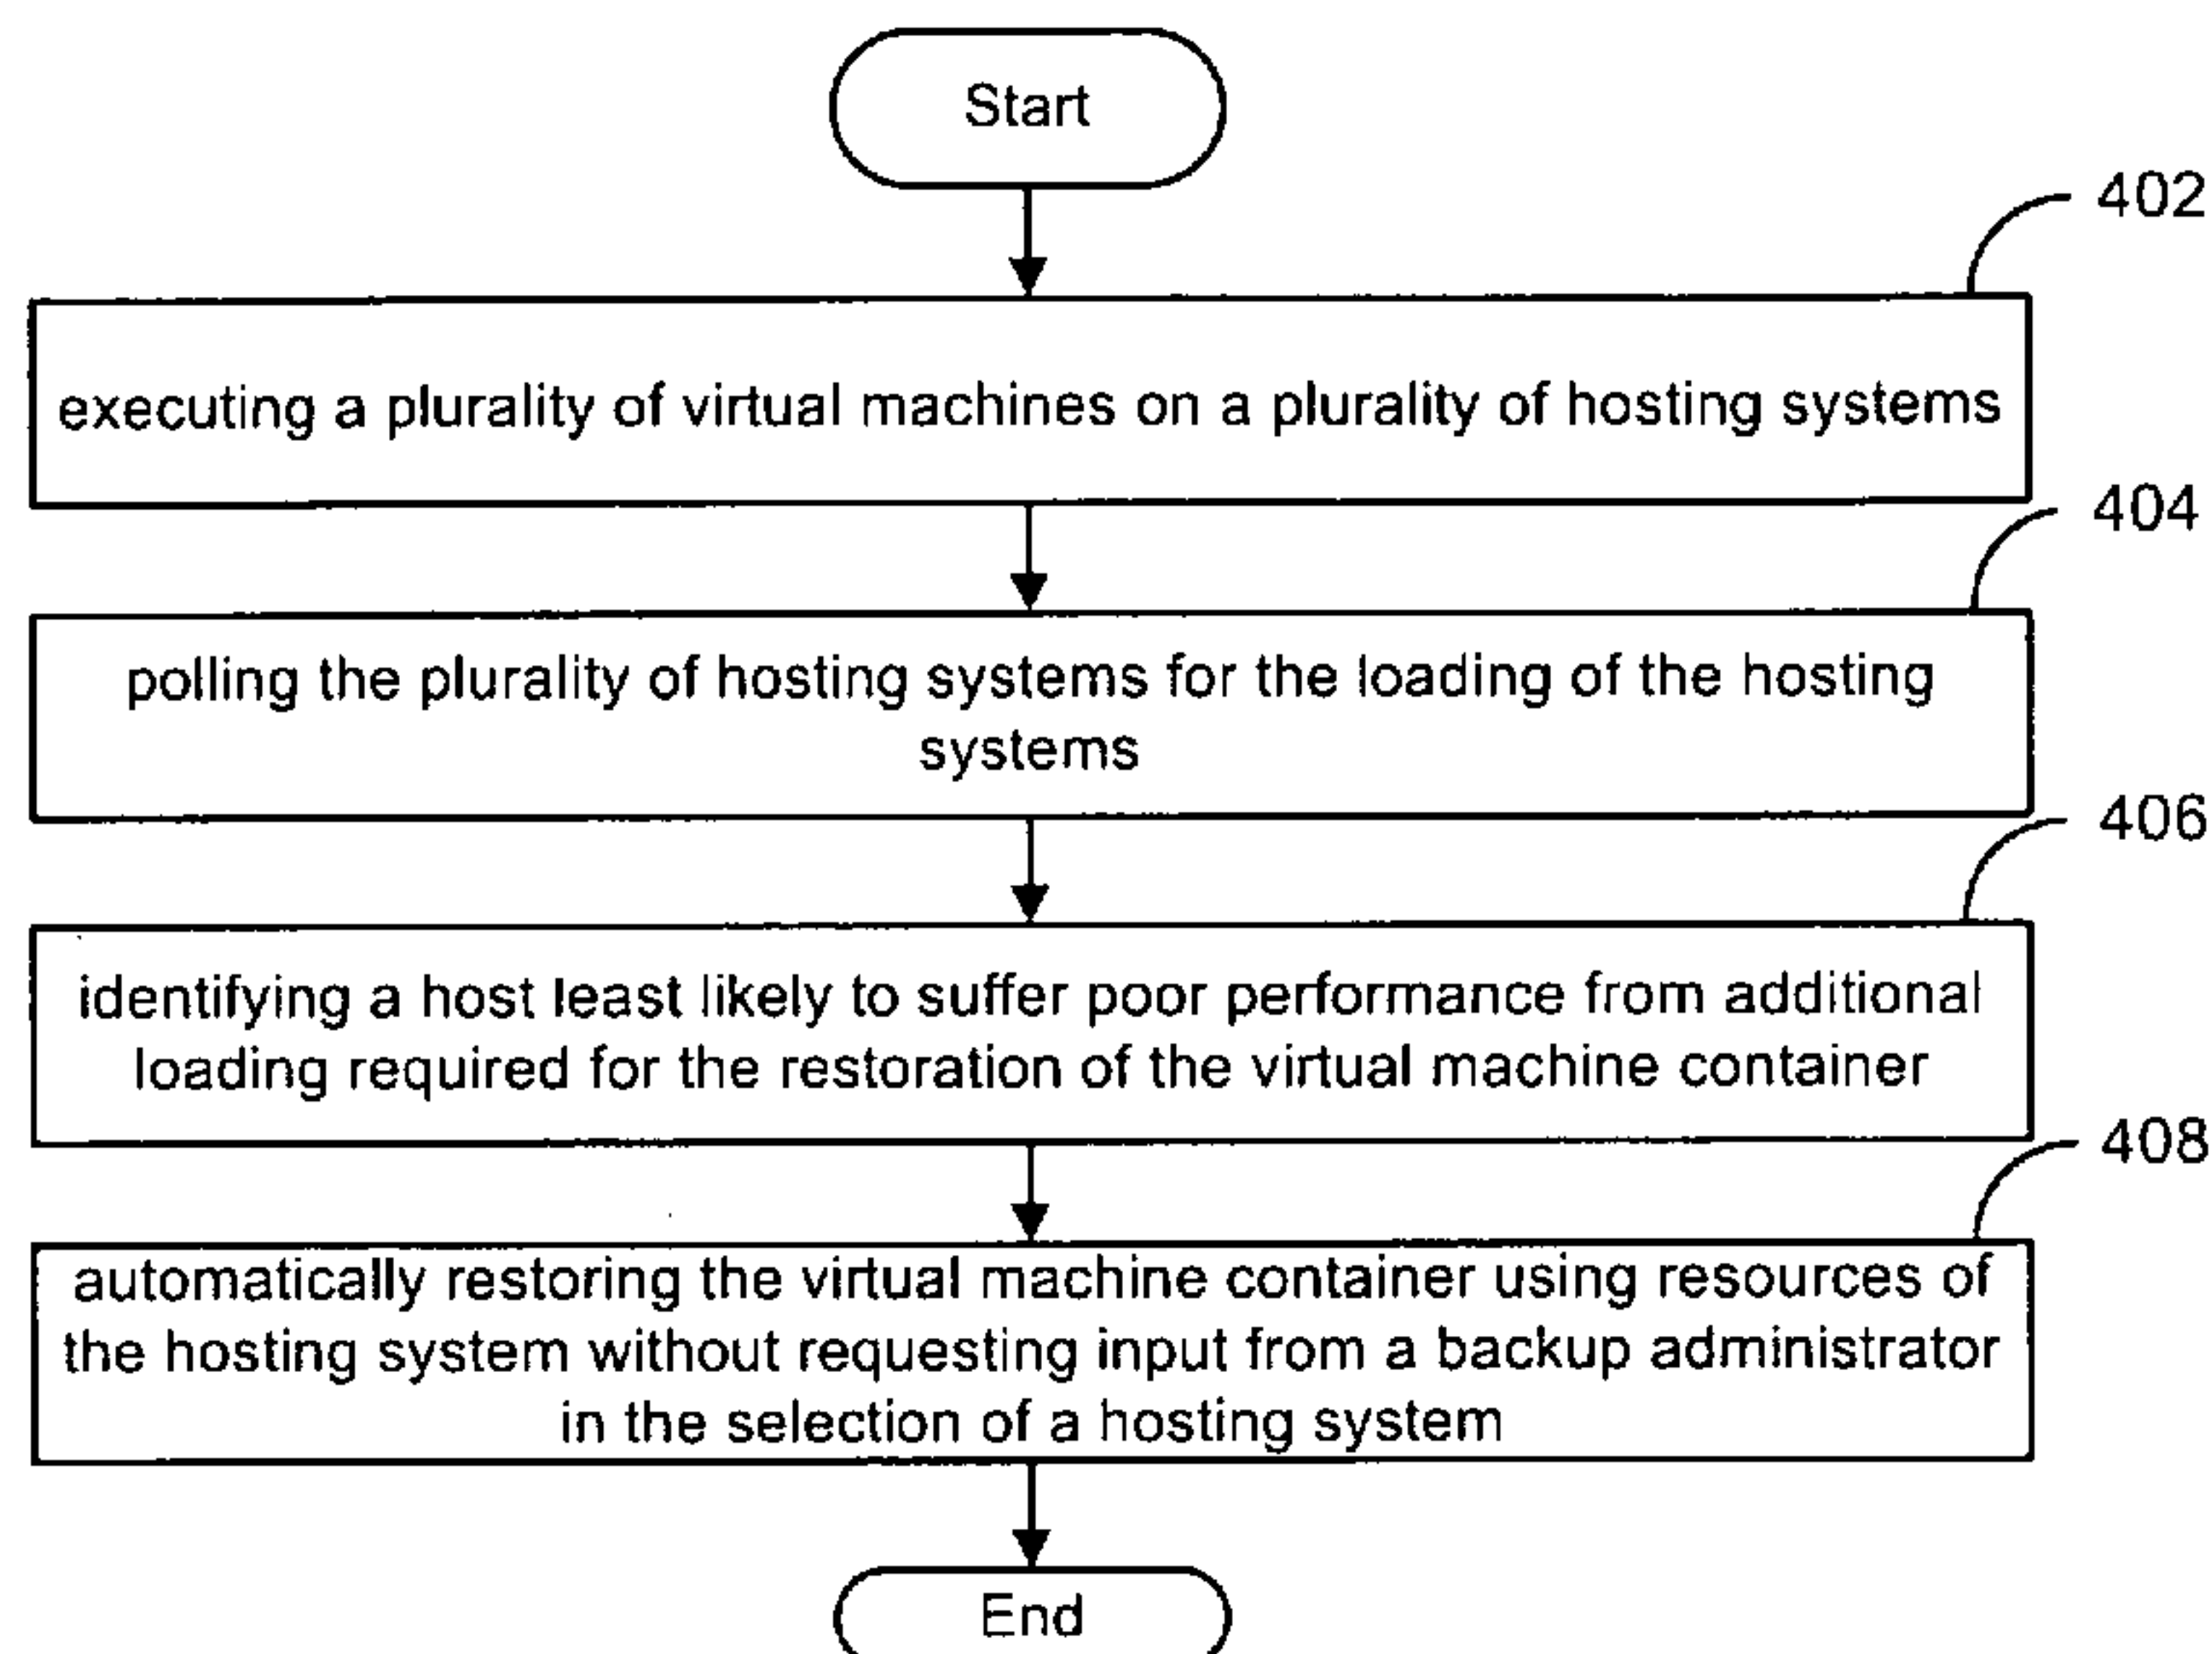 Start
402
executing a plurality of virtual machines on a plurality of hosting systems
404
polling the plurality of hosting systems for the loading of the hosting
systems
406
identifying a host least likely to suffer poor performance from additional
loading required for the restoration of the virtual machine container
408
automatically restoring the virtual machine container using resources of
the hosting system without requesting input from a backup administrator
in the selection of a hosting system
End